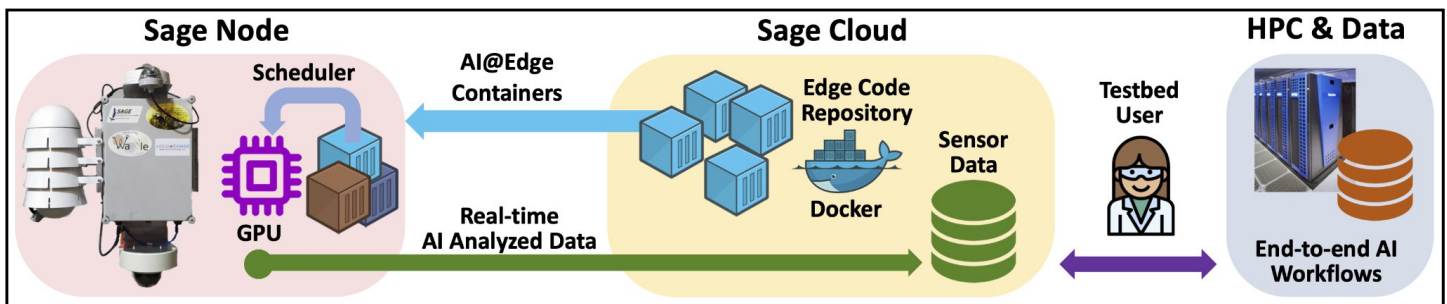 Sage Node
Scheduler
SAGE
Waggle
GPU
AI@Edge
Containers
Real-time
AI Analyzed Data
Sage Cloud
Edge Code
Repository
Docker
Sensor
Data
Testbed
User
HPC & Data
End-to-end AI
Workflows